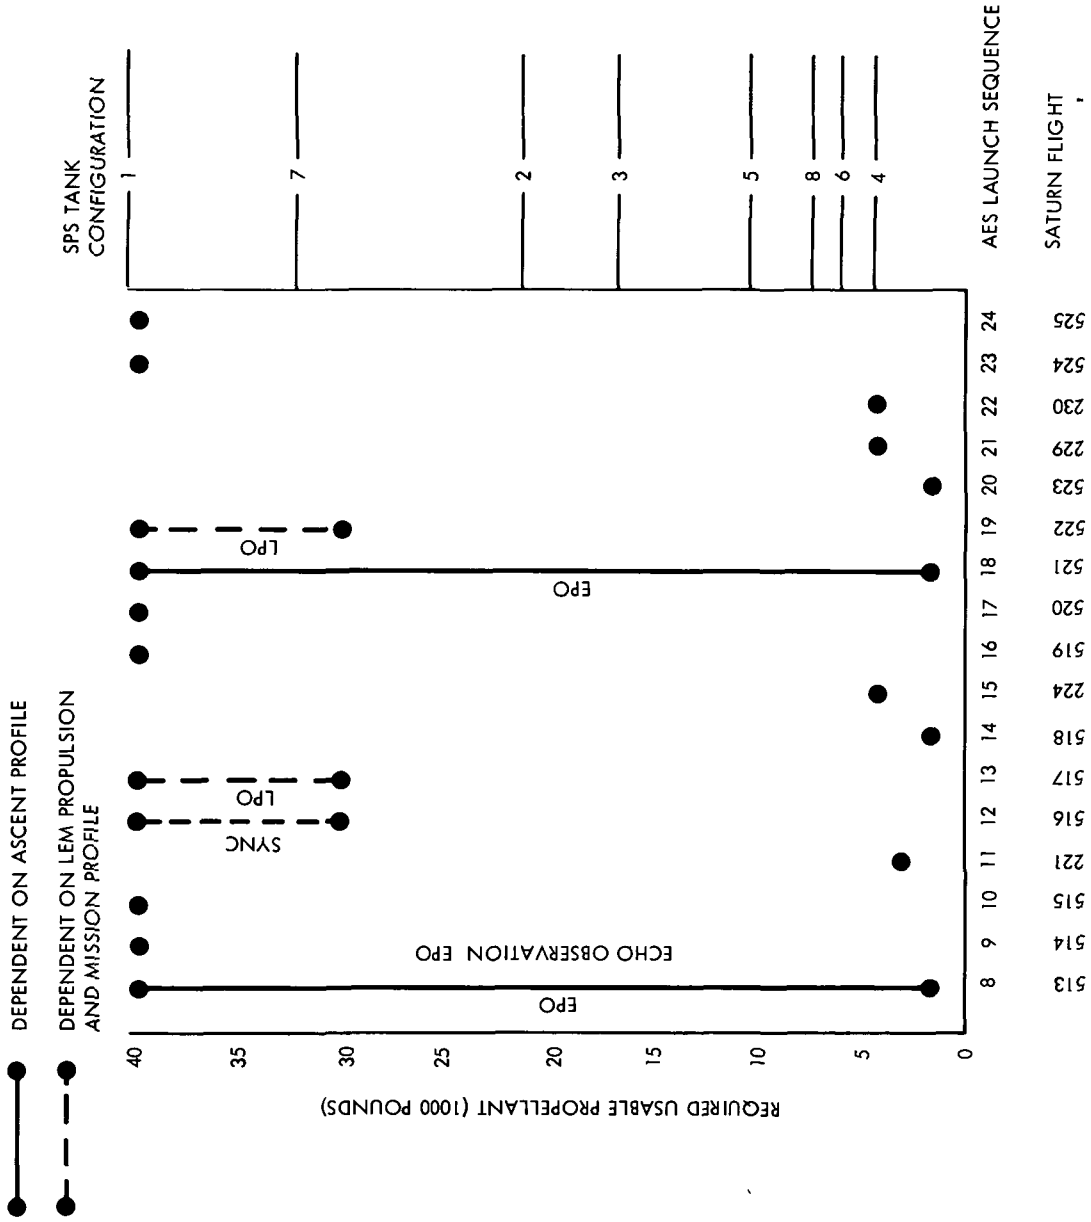 DEPENDENT ON ASCENT PROFILE
DEPENDENT ON LEM PROPULSION
AND MISSION PROFILE
SPS TANK
CONFIGURATION
1
7
2
3
5
8
6
4
REQUIRED USABLE PROPELLANT (1000 POUNDS)
40
35
30
25
20
15
10
5
0
EPO
ECHO OBSERVATION EPO
SYNC
LPO
EPO
LPO
8 9 10 11 12 13 14 15 16 17 18 19 20 21 22 23 24
AES LAUNCH SEQUENCE
513 514 515 221 516 517 518 224 519 520 521 522 523 229 230 524 525
SATURN FLIGHT